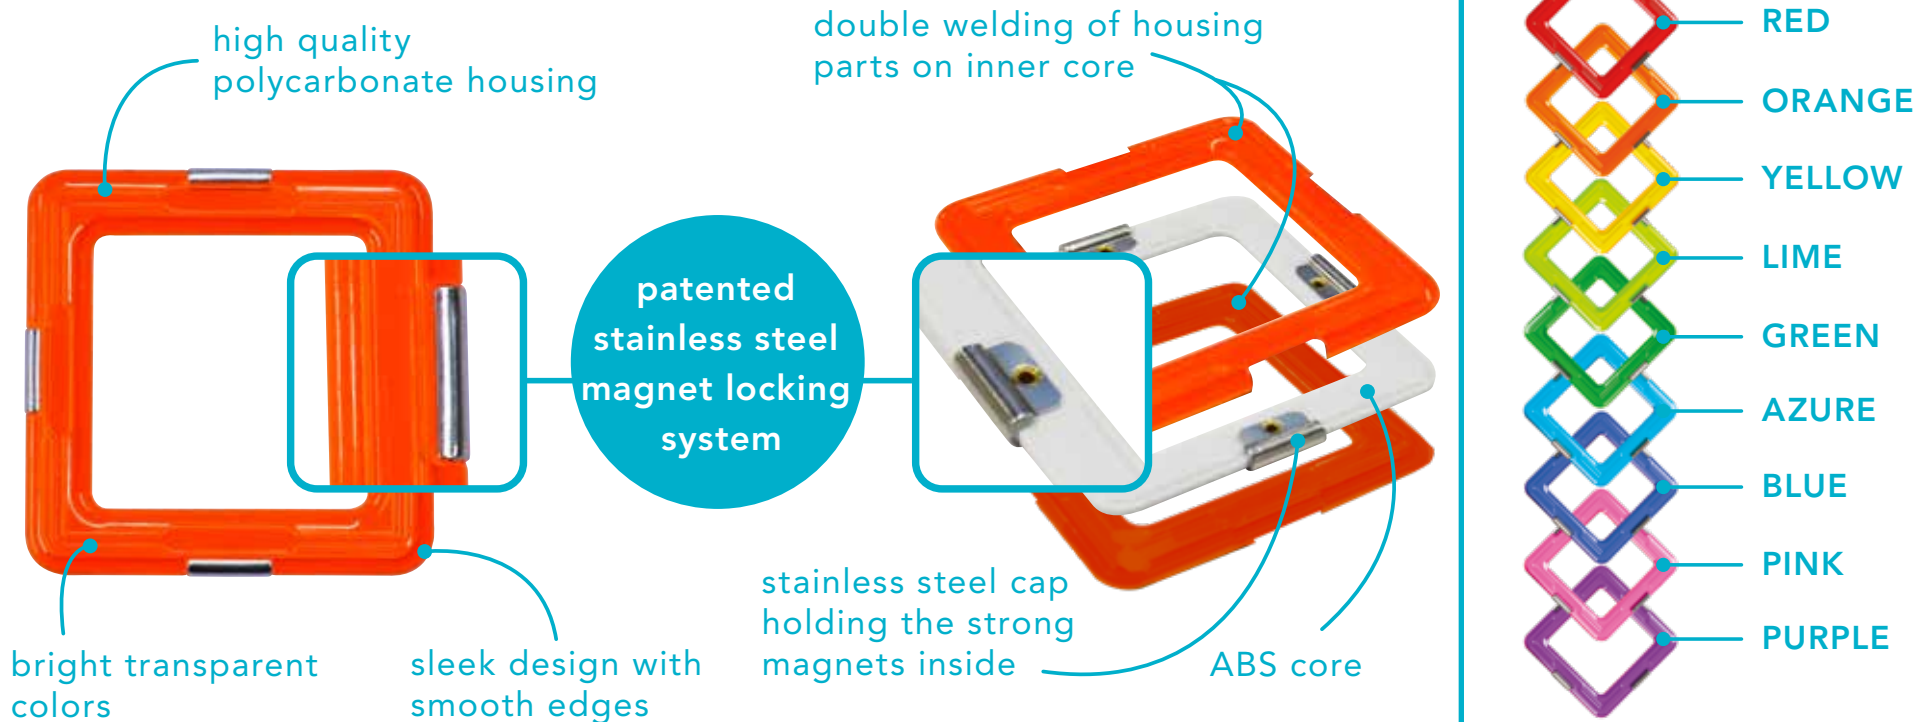 high quality
polycarbonate housing
double welding of housing
parts on inner core
patented
stainless steel
magnet locking
system
bright transparent
colors
sleek design with
smooth edges
stainless steel cap
holding the strong
magnets inside
ABS core
RED
ORANGE
YELLOW
LIME
GREEN
AZURE
BLUE
PINK
PURPLE